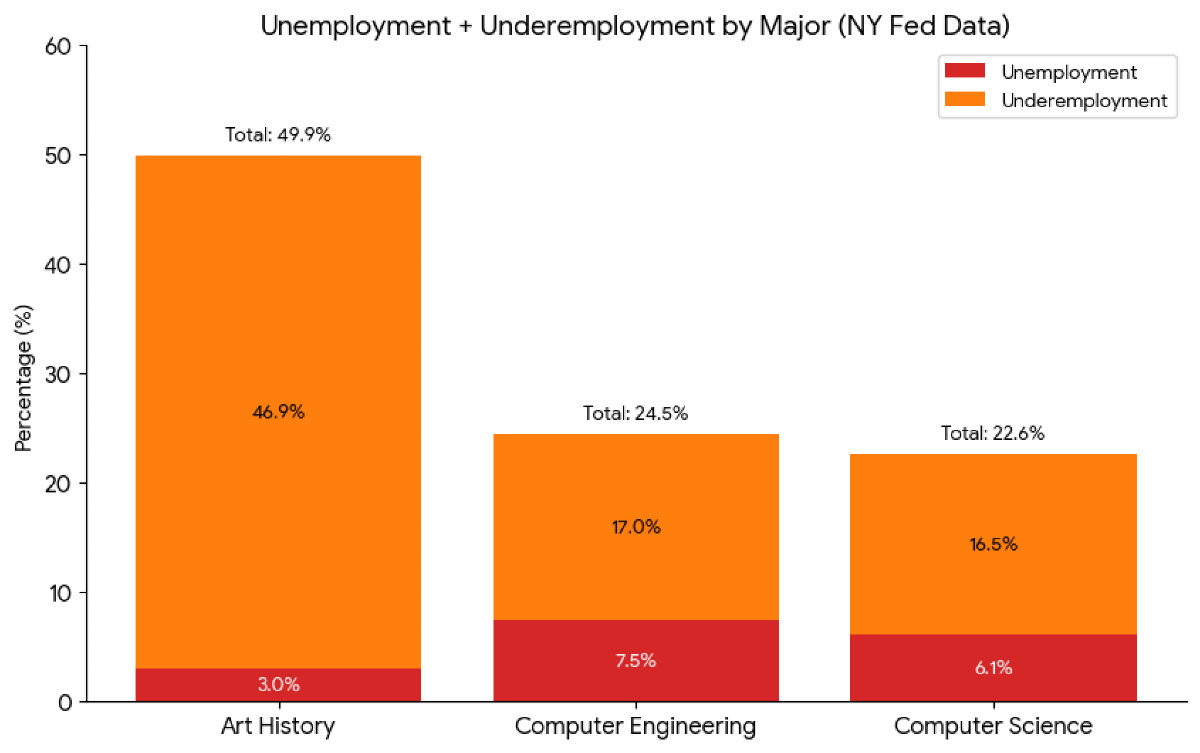 Unemployment + Underemployment by Major (NY Fed Data)
Unemployment
Underemployment
Percentage (%)
60
50
40
30
20
10
0
Total: 49.9%
46.9%
3.0%
Total: 24.5%
17.0%
7.5%
Total: 22.6%
16.5%
6.1%
Art History
Computer Engineering
Computer Science